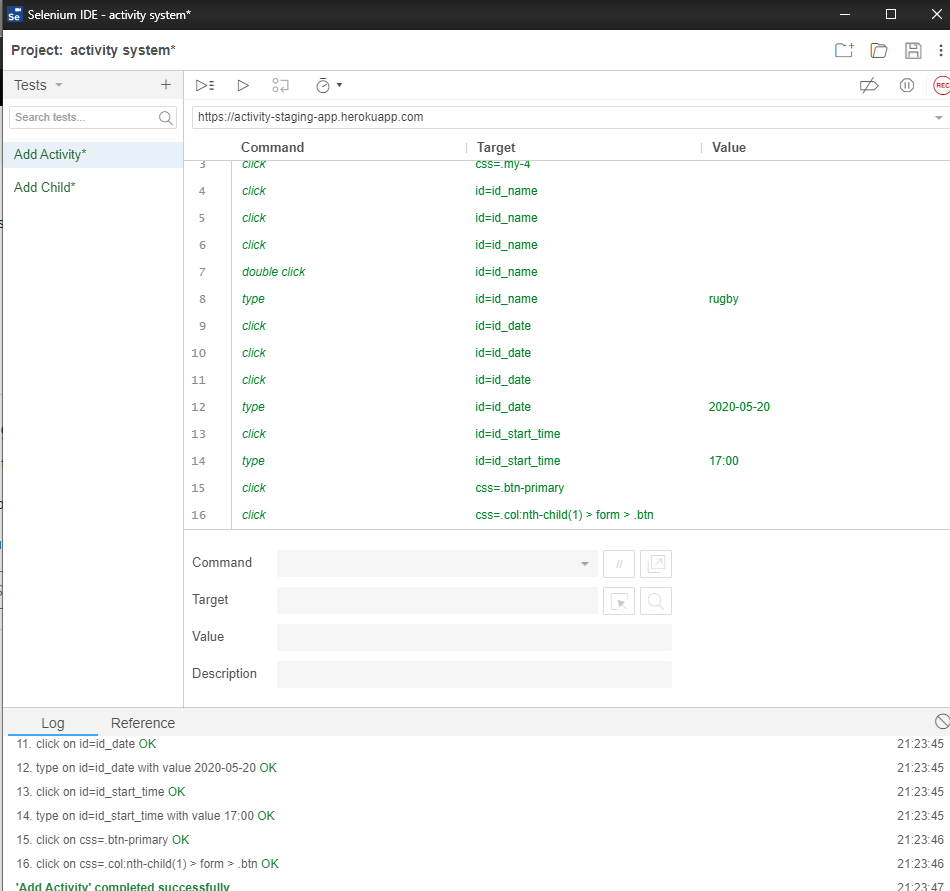 Selenium IDE - activity system*
Project: activity system*
Tests
Search tests...
Add Activity*
Add Child*
REC
https://activity-staging-app.herokuapp.com
Command Target Value
3 click css=.my-4
4 click id=id_name
5 click id=id_name
6 click id=id_name
7 double click id=id_name
8 type id=id_name rugby
9 click id=id_date
10 click id=id_date
11 click id=id_date
12 type id=id_date 2020-05-20
13 click id=id_start_time
14 type id=id_start_time 17:00
15 click css=.btn-primary
16 click css=.col:nth-child(1) > form > .btn
Command //
Target
Value
Description
Log Reference
11. click on id=id_date OK 21:23:45
12. type on id=id_date with value 2020-05-20 OK 21:23:45
13. click on id=id_start_time OK 21:23:45
14. type on id=id_start_time with value 17:00 OK 21:23:45
15. click on css=.btn-primary OK 21:23:46
16. click on css=.col:nth-child(1) > form > .btn OK 21:23:46
'Add Activity' completed successfully 21:23:47